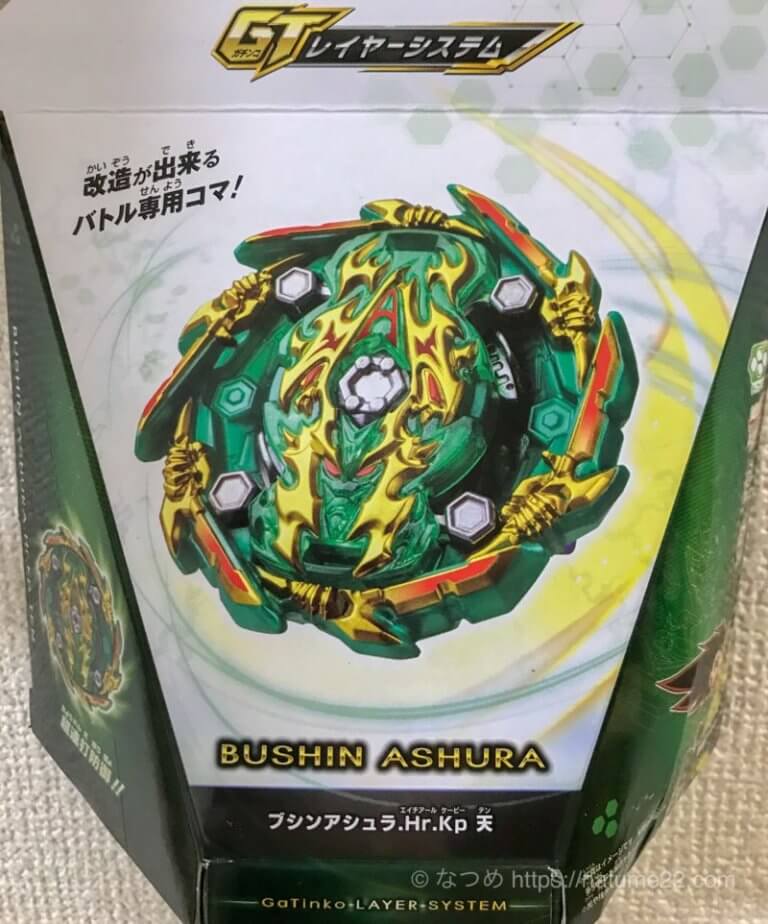 GT
ガチンコ
レイヤーシステム
改造が出来る
かいぞう でき
バトル専用コマ!
せんよう
BUSHIN ASHURA
BUSHIN ASHURA
エイチアール ケーピー テン
ブシンアシュラ.Hr.Kp 天
© なつめ https://natume22.com
GaTinko-LAYER-SYSTEM